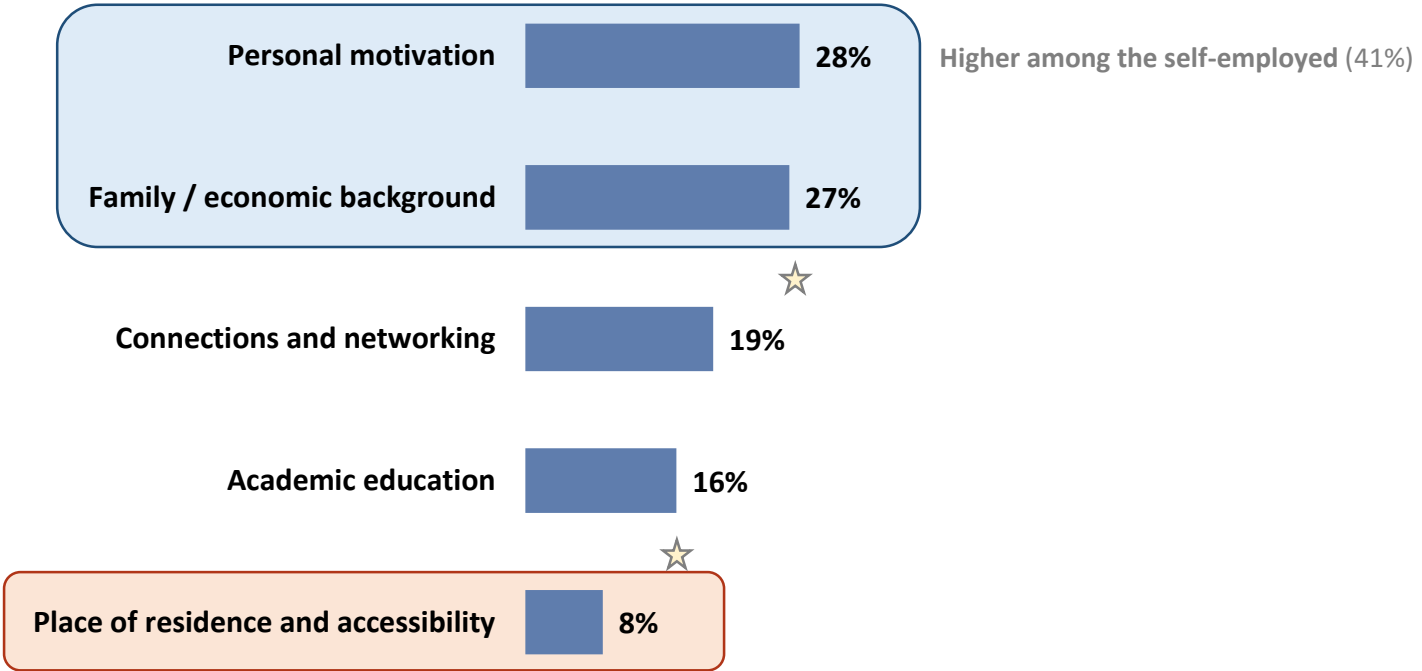 Personal motivation 28% Higher among the self-employed (41%)
Family / economic background 27%
Connections and networking 19%
Academic education 16%
Place of residence and accessibility 8%